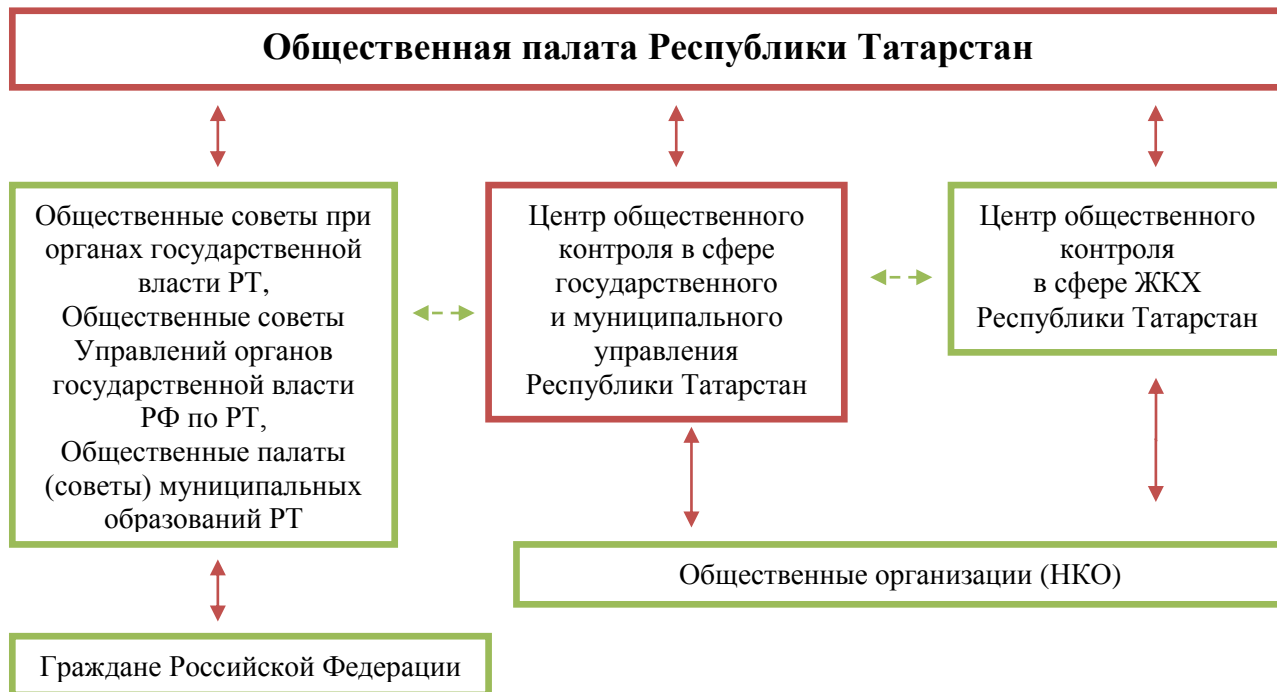 Общественная палата Республики Татарстан
Общественные советы при
органах государственной
власти РТ,
Общественные советы
Управлений органов
государственной власти
РФ по РТ,
Общественные палаты
(советы) муниципальных
образований РТ
Центр общественного
контроля в сфере
государственного
и муниципального
управления
Республики Татарстан
Центр общественного
контроля
в сфере ЖКХ
Республики Татарстан
Общественные организации (НКО)
Граждане Российской Федерации